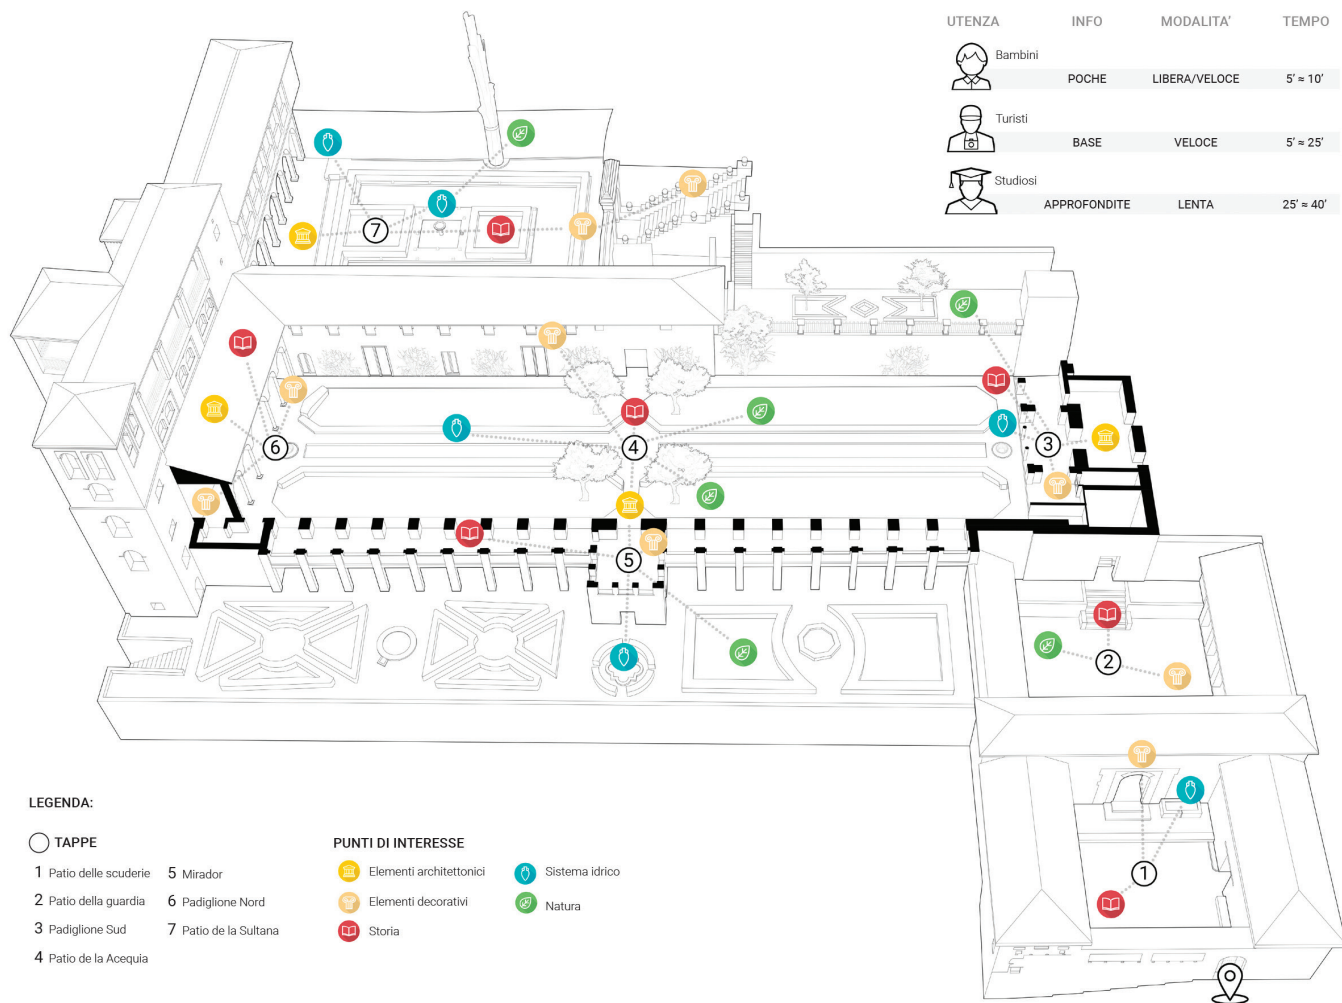 UTENZA INFO MODALITA' TEMPO
Bambini
POCHE LIBERA/VELOCE 5' ≈ 10'
Turisti
BASE VELOCE 5' ≈ 25'
Studiosi
APPROFONDITE LENTA 25' ≈ 40'
7
6
4
3
5
2
1
LEGENDA:
TAPPE
1 Patio delle scuderie
2 Patio della guardia
3 Padiglione Sud
4 Patio de la Acequia
5 Mirador
6 Padiglione Nord
7 Patio de la Sultana
PUNTI DI INTERESSE
Elementi architettonici
Elementi decorativi
Storia
Sistema idrico
Natura